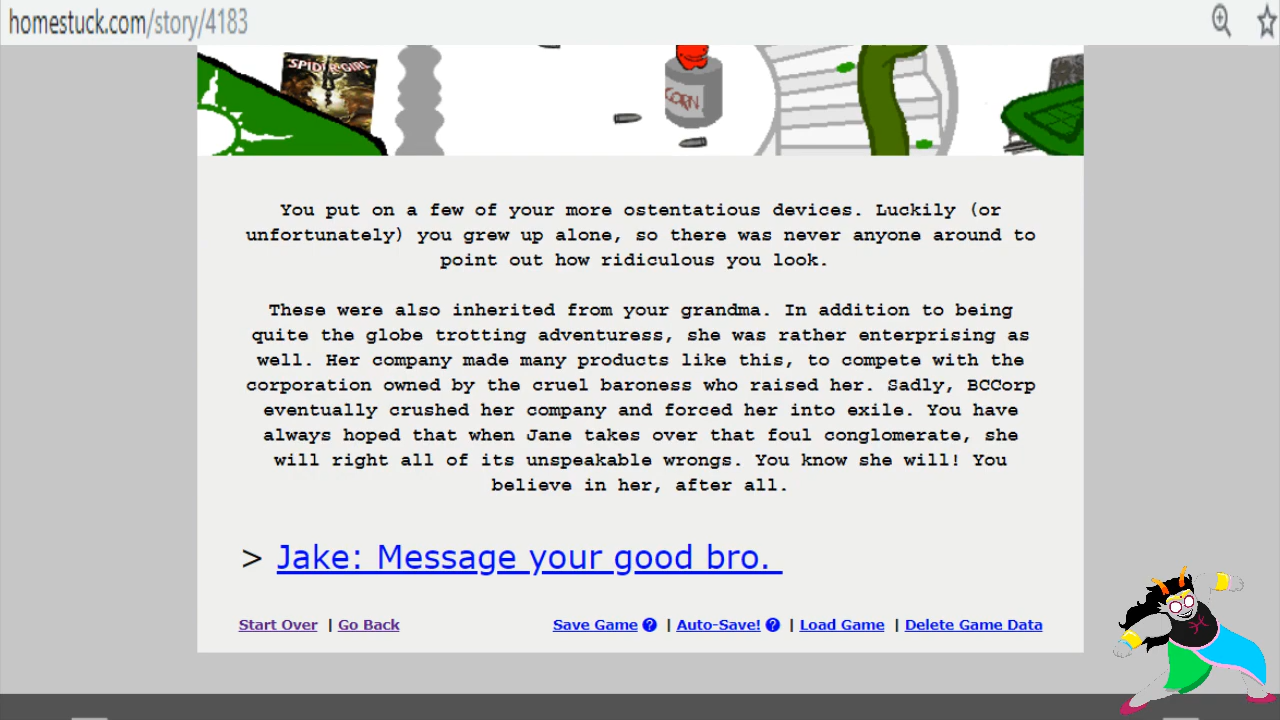 homestuck.com/story/4183
SPIDER-GIRL
CORN
You put on a few of your more ostentatious devices. Luckily (or
unfortunately) you grew up alone, so there was never anyone around to
point out how ridiculous you look.
These were also inherited from your grandma. In addition to being
quite the globe trotting adventuress, she was rather enterprising as
well. Her company made many products like this, to compete with the
corporation owned by the cruel baroness who raised her. Sadly, BCCorp
eventually crushed her company and forced her into exile. You have
always hoped that when Jane takes over that foul conglomerate, she
will right all of its unspeakable wrongs. You know she will! You
believe in her, after all.
> Jake: Message your good bro.
Start Over | Go Back Save Game ? | Auto-Save! ? | Load Game | Delete Game Data